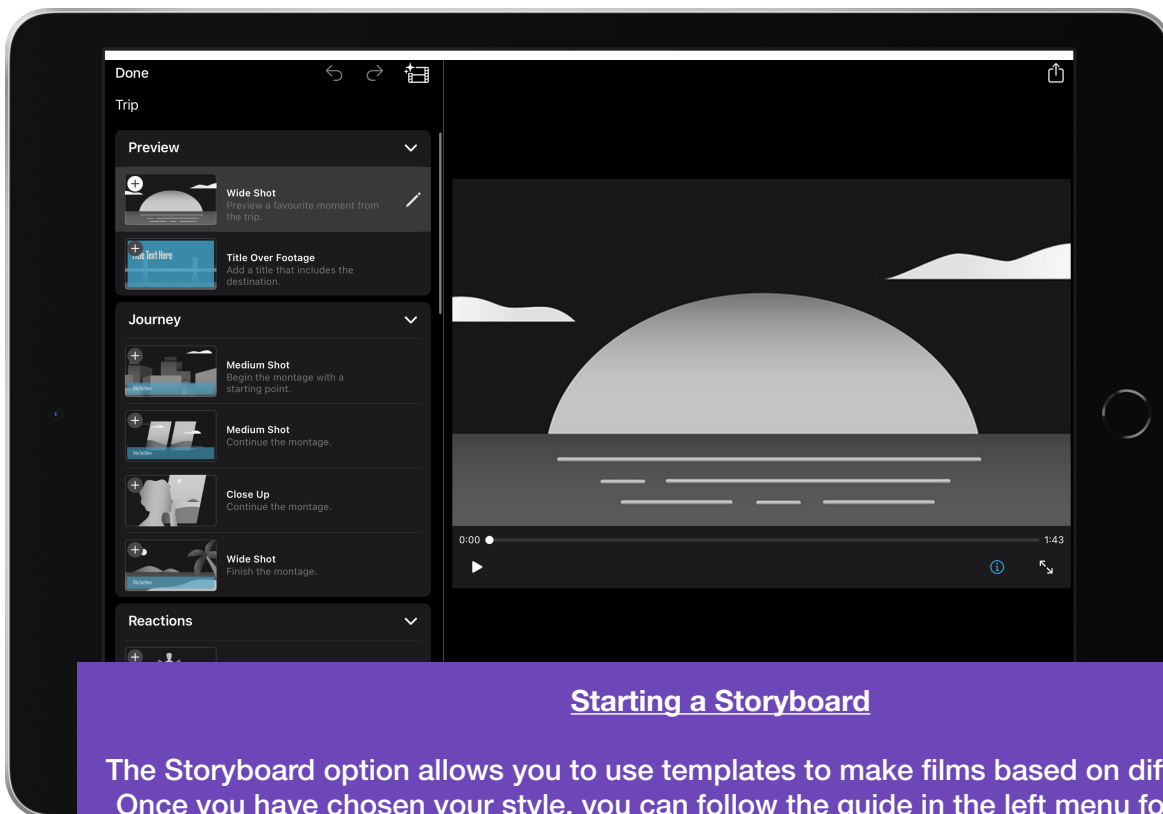 Done
Trip
Preview
Wide Shot
Preview a favourite moment from
the trip.
Title Text Here
Title Over Footage
Add a title that includes the
destination.
Journey
Medium Shot
Begin the montage with a
starting point.
Medium Shot
Continue the montage.
Close Up
Continue the montage.
Wide Shot
Finish the montage.
Reactions
0:00
1:43
Starting a Storyboard
The Storyboard option allows you to use templates to make films based on dif
Once you have chosen your style, you can follow the guide in the left menu fo